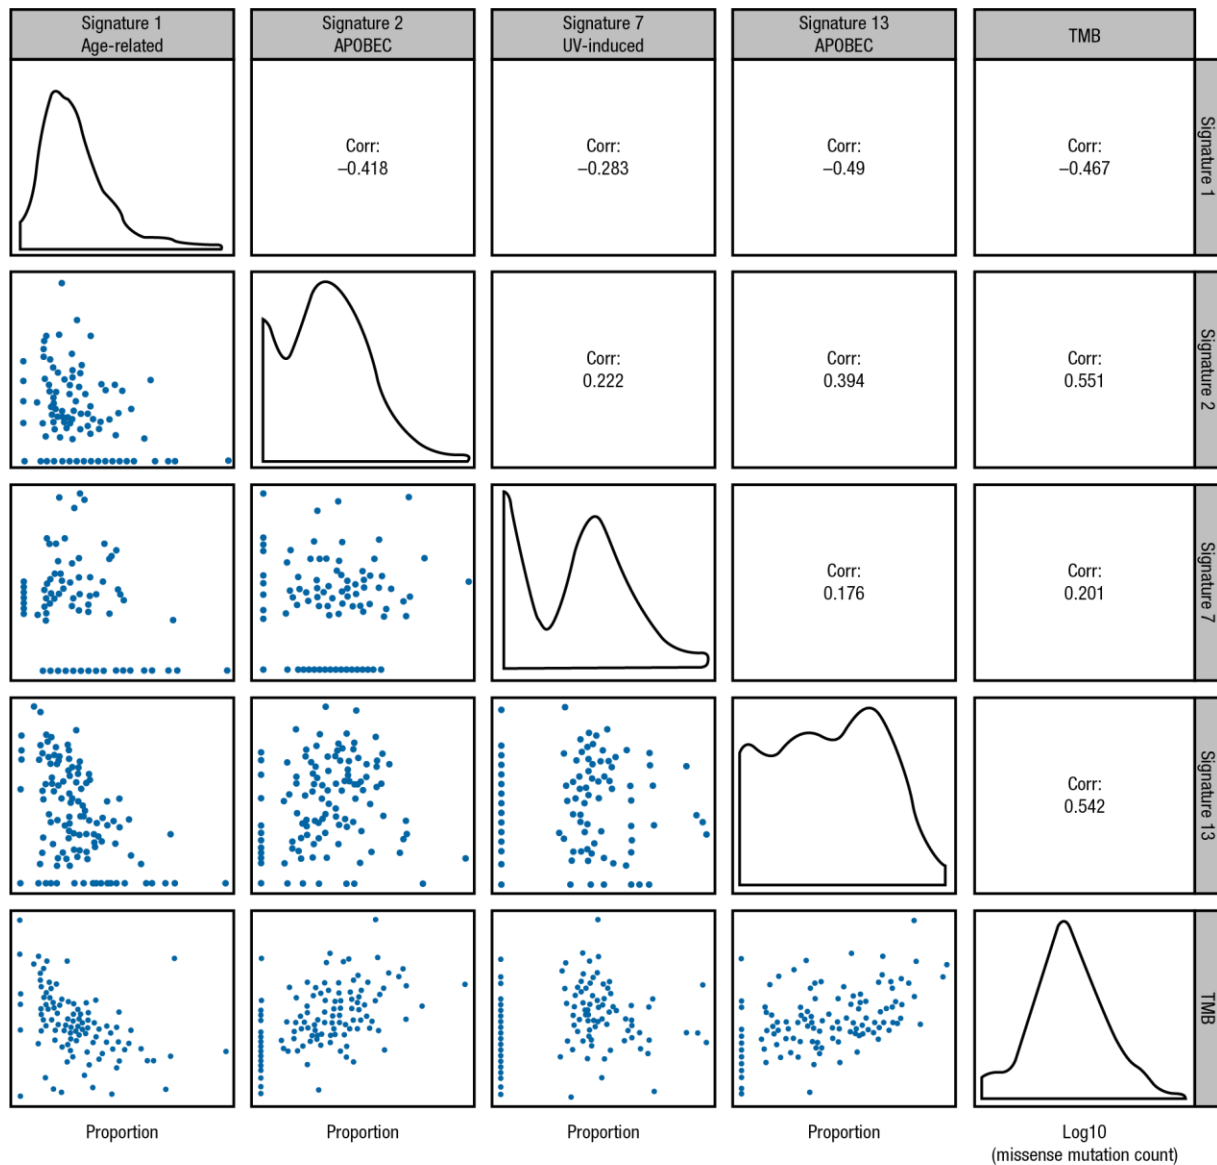 Signature 1
Age-related
Signature 2
APOBEC
Signature 7
UV-induced
Signature 13
APOBEC
TMB
Corr:
–0.418
Corr:
–0.283
Corr:
–0.49
Corr:
–0.467
Signature 1
Corr:
0.222
Corr:
0.394
Corr:
0.551
Signature 2
Corr:
0.176
Corr:
0.201
Signature 7
Corr:
0.542
Signature 13
TMB
Proportion
Proportion
Proportion
Proportion
Log10
(missense mutation count)